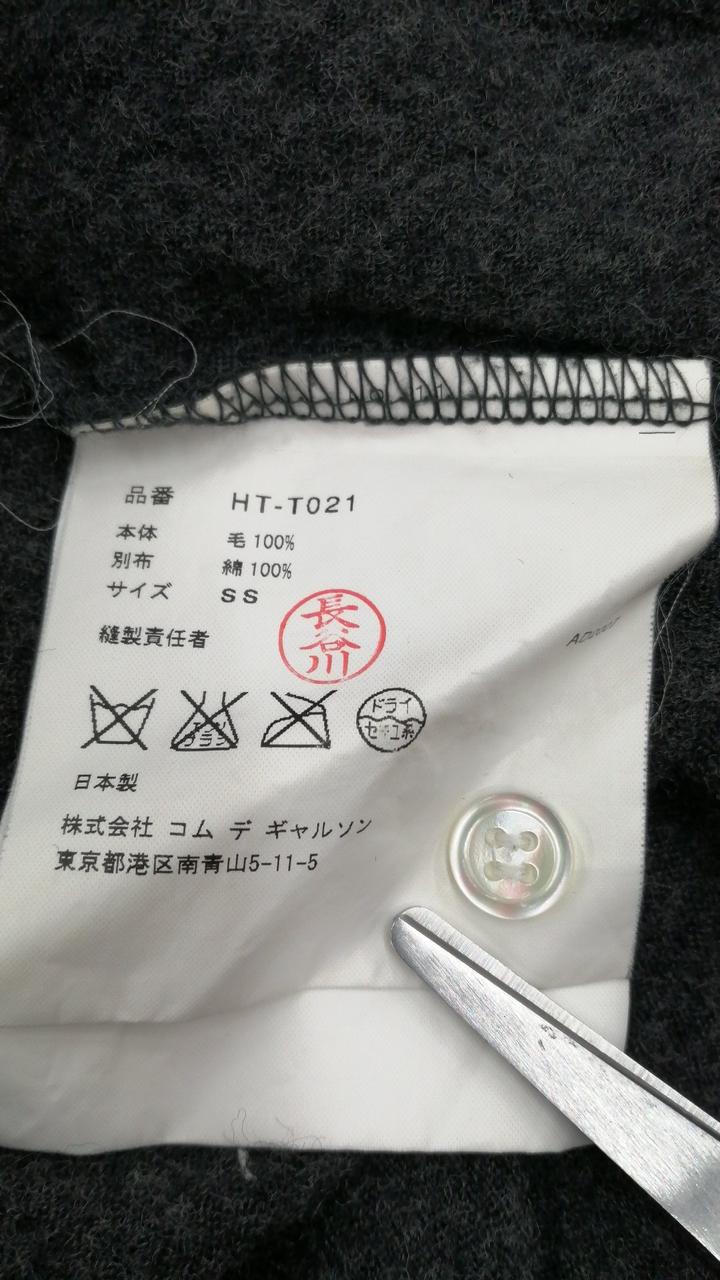 品番 HT-T021
本体 毛 100%
別布 綿 100%
サイズ SS
縫製責任者 長谷川
ドライ
セキユ系
日本製
株式会社 コム デ ギャルソン
東京都港区南青山5-11-5